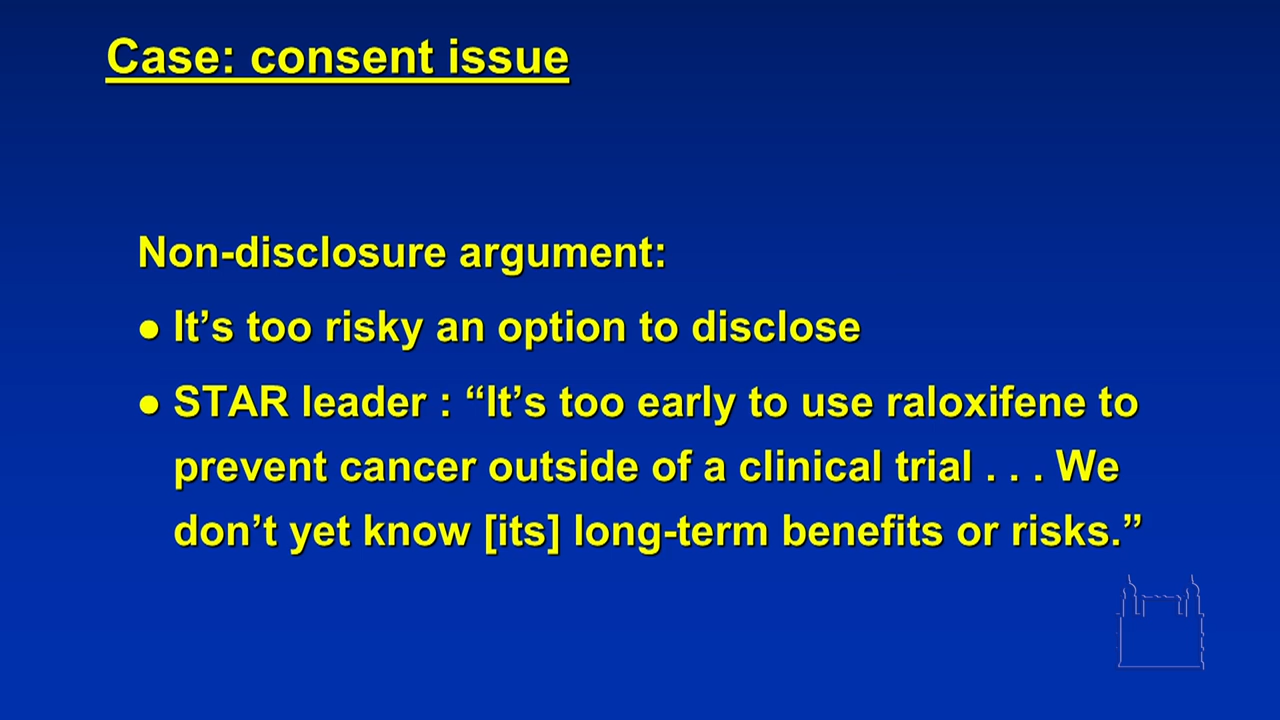 Case: consent issue
Non-disclosure argument:
● It’s too risky an option to disclose
● STAR leader : “It’s too early to use raloxifene to
prevent cancer outside of a clinical trial . . . We
don’t yet know [its] long-term benefits or risks.”